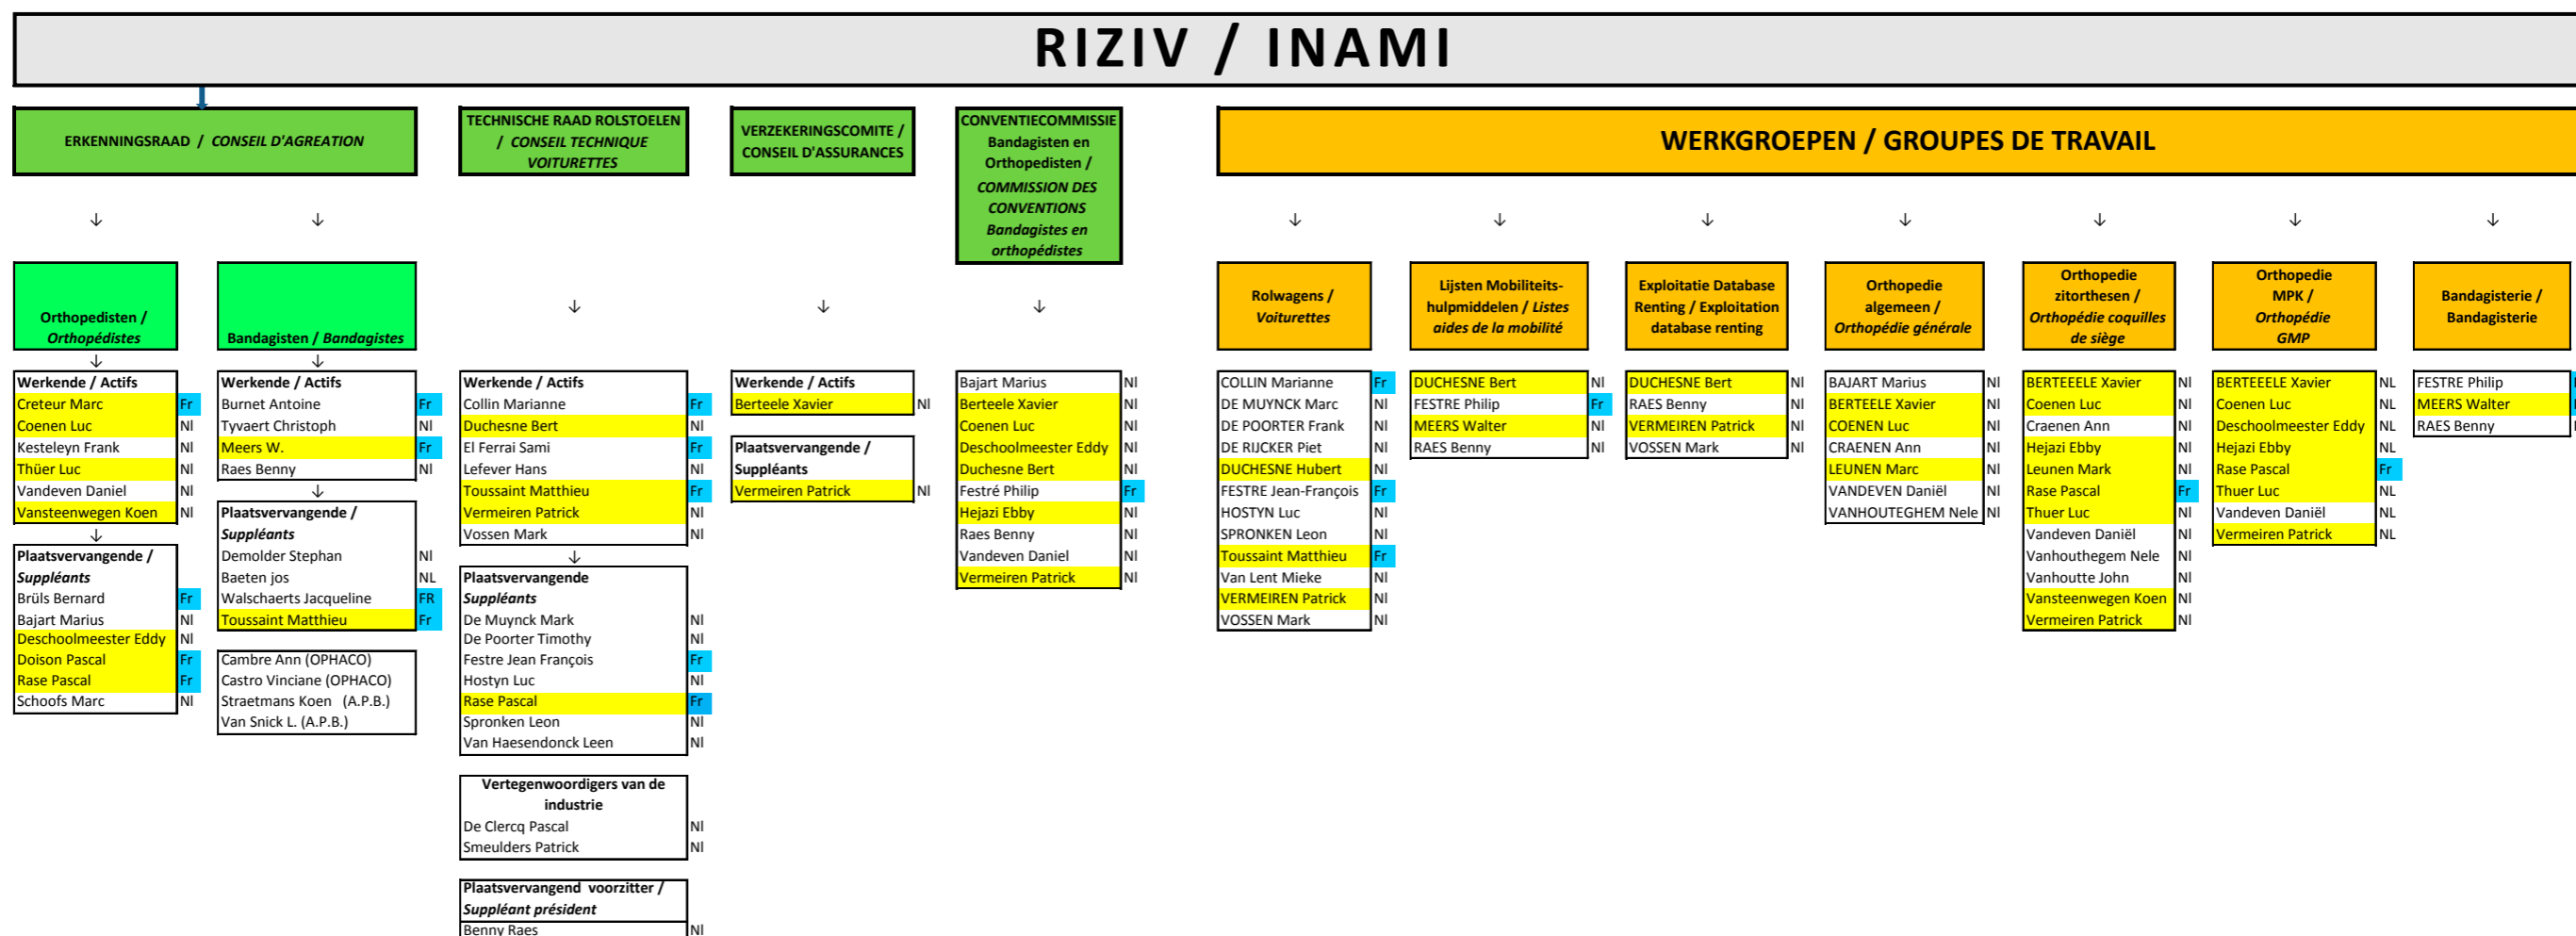 RIZIV / INAMI
ERKENNINGSRAAD / CONSEIL D'AGREATION
TECHNISCHE RAAD ROLSTOELEN
/ CONSEIL TECHNIQUE
VOITURETTES
VERZEKERINGSCOMITE /
CONSEIL D'ASSURANCES
CONVENTIECOMMISSIE
Bandagisten en
Orthopedisten /
COMMISSION DES
CONVENTIONS
Bandagistes en
orthopédistes
WERKGROEPEN / GROUPES DE TRAVAIL
↓ ↓ ↓ ↓ ↓ ↓ ↓ ↓ ↓
Orthopedisten /
Orthopédistes
↓
Werkende / Actifs
Creteur Marc Fr
Coenen Luc Nl
Kesteleyn Frank Nl
Thüer Luc Nl
Vandeven Daniel Nl
Vansteenwegen Koen Nl
↓
Plaatsvervangende /
Suppléants
Brüls Bernard Fr
Bajart Marius Nl
Deschoolmeester Eddy Nl
Doison Pascal Fr
Rase Pascal Fr
Schoofs Marc Nl
Bandagisten / Bandagistes
↓
Werkende / Actifs
Burnet Antoine Fr
Tyvaert Christoph Nl
Meers W. Fr
Raes Benny Nl
↓
Plaatsvervangende /
Suppléants
Demolder Stephan Nl
Baeten jos NL
Walschaerts Jacqueline FR
Toussaint Matthieu Fr
Cambre Ann (OPHACO)
Castro Vinciane (OPHACO)
Straetmans Koen (A.P.B.)
Van Snick L. (A.P.B.)
↓
Werkende / Actifs
Collin Marianne Fr
Duchesne Bert Nl
El Ferrai Sami Fr
Lefever Hans Nl
Toussaint Matthieu Fr
Vermeiren Patrick Nl
Vossen Mark Nl
↓
Plaatsvervangende
Suppléants
De Muynck Mark Nl
De Poorter Timothy Nl
Festre Jean François Fr
Hostyn Luc Nl
Rase Pascal Fr
Spronken Leon Nl
Van Haesendonck Leen Nl
Vertegenwoordigers van de
industrie
De Clercq Pascal Nl
Smeulders Patrick Nl
Plaatsvervangend voorzitter /
Suppléant président
Benny Raes Nl
↓
Werkende / Actifs
Berteele Xavier Nl
Plaatsvervangende /
Suppléants
Vermeiren Patrick Nl
↓
Bajart Marius Nl
Berteele Xavier Nl
Coenen Luc Nl
Deschoolmeester Eddy Nl
Duchesne Bert Nl
Festré Philip Fr
Hejazi Ebby Nl
Raes Benny Nl
Vandeven Daniel Nl
Vermeiren Patrick Nl
Rolwagens /
Voiturettes
COLLIN Marianne Fr
DE MUYNCK Marc Nl
DE POORTER Frank Nl
DE RIJCKER Piet Nl
DUCHESNE Hubert Nl
FESTRE Jean-François Fr
HOSTYN Luc Nl
SPRONKEN Leon Nl
Toussaint Matthieu Fr
Van Lent Mieke Nl
VERMEIREN Patrick Nl
VOSSEN Mark Nl
Lijsten Mobiliteits-
hulpmiddelen / Listes
aides de la mobilité
DUCHESNE Bert Nl
FESTRE Philip Fr
MEERS Walter Nl
RAES Benny Nl
Exploitatie Database
Renting / Exploitation
database renting
DUCHESNE Bert Nl
RAES Benny Nl
VERMEIREN Patrick Nl
VOSSEN Mark Nl
Orthopedie
algemeen /
Orthopédie générale
BAJART Marius Nl
BERTEELE Xavier Nl
COENEN Luc Nl
CRAENEN Ann Nl
LEUNEN Marc Nl
VANDEVEN Daniël Nl
VANHOUTEGHEM Nele Nl
Orthopedie
zitorthesen /
Orthopédie coquilles
de siège
BERTEEELE Xavier Nl
Coenen Luc Nl
Craenen Ann Nl
Hejazi Ebby Nl
Leunen Mark Nl
Rase Pascal Fr
Thuer Luc Nl
Vandeven Daniël Nl
Vanhouthegem Nele Nl
Vanhoutte John Nl
Vansteenwegen Koen Nl
Vermeiren Patrick Nl
Orthopedie
MPK /
Orthopédie
GMP
BERTEEELE Xavier NL
Coenen Luc NL
Deschoolmeester Eddy NL
Hejazi Ebby NL
Rase Pascal Fr
Thuer Luc NL
Vandeven Daniël NL
Vermeiren Patrick NL
Bandagisterie /
Bandagisterie
FESTRE Philip
MEERS Walter
RAES Benny